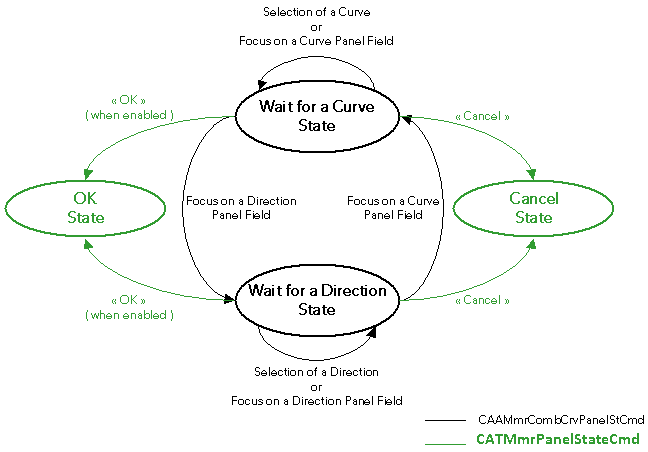 Selection of a Curve
or
Focus on a Curve Panel Field
Wait for a Curve
State
« OK »
( when enabled )
« Cancel »
OK
State
Focus on a Direction
Panel Field
Focus on a Curve
Panel Field
Cancel
State
Wait for a Direction
State
« OK »
( when enabled )
« Cancel »
Selection of a Direction
or
Focus on a Direction Panel Field
CAAMmrCombCrvPanelStCmd
CATMmrPanelStateCmd